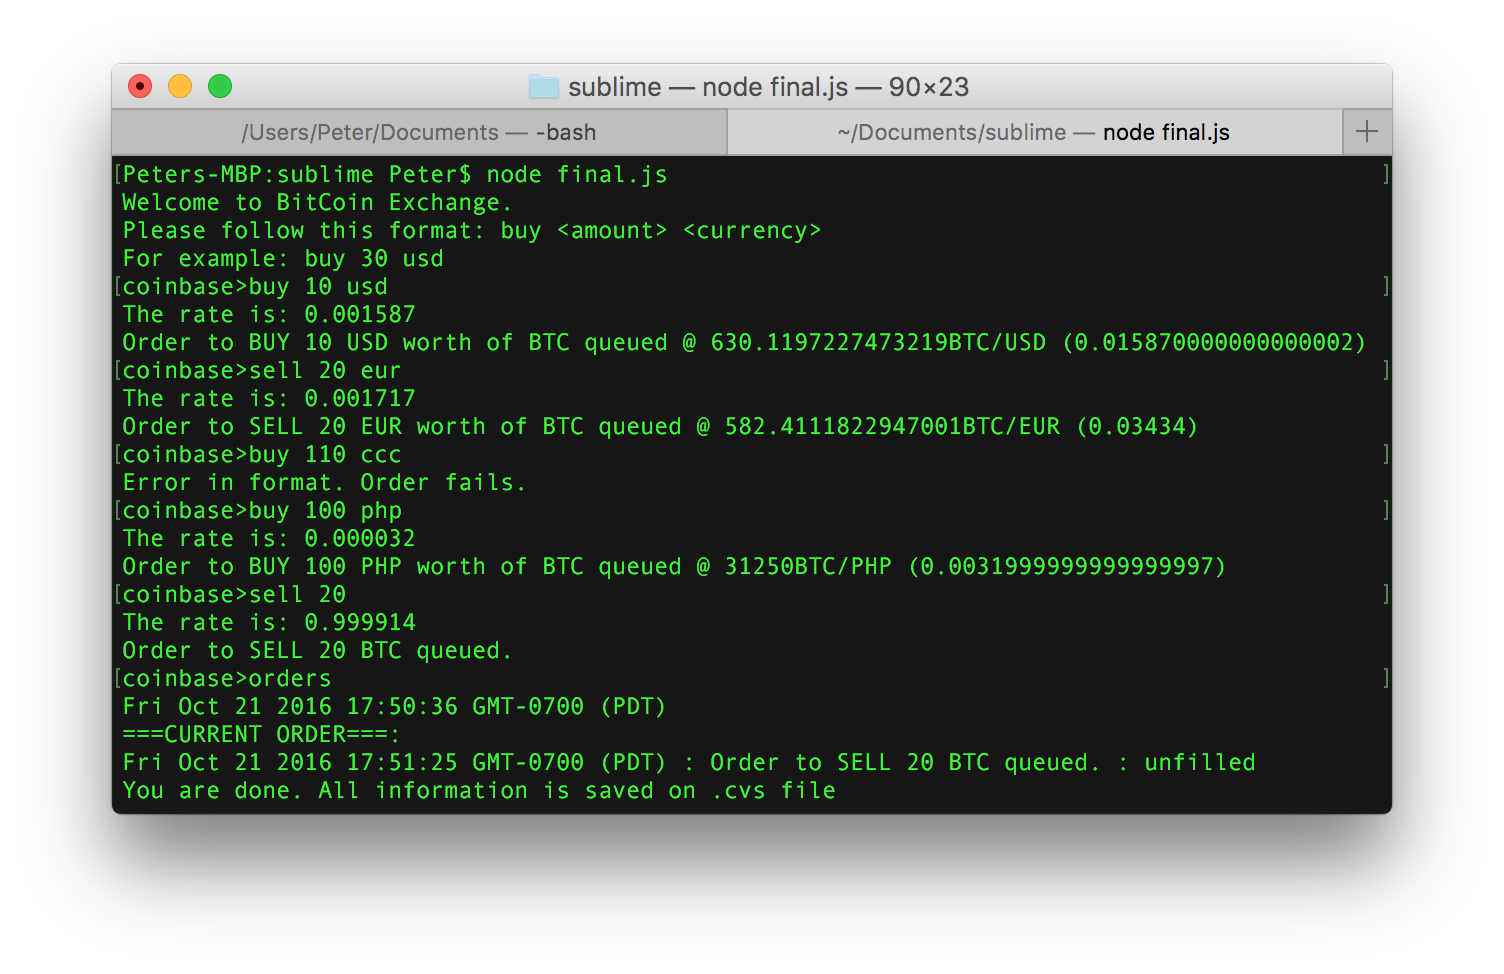 sublime — node final.js — 90×23
/Users/Peter/Documents — -bash
~/Documents/sublime — node final.js
[Peters-MBP:sublime Peter$ node final.js ]
Welcome to BitCoin Exchange.
Please follow this format: buy <amount> <currency>
For example: buy 30 usd
[coinbase>buy 10 usd ]
The rate is: 0.001587
Order to BUY 10 USD worth of BTC queued @ 630.1197227473219BTC/USD (0.015870000000000002)
[coinbase>sell 20 eur ]
The rate is: 0.001717
Order to SELL 20 EUR worth of BTC queued @ 582.4111822947001BTC/EUR (0.03434)
[coinbase>buy 110 ccc ]
Error in format. Order fails.
[coinbase>buy 100 php ]
The rate is: 0.000032
Order to BUY 100 PHP worth of BTC queued @ 31250BTC/PHP (0.0031999999999999997)
[coinbase>sell 20 ]
The rate is: 0.999914
Order to SELL 20 BTC queued.
[coinbase>orders ]
Fri Oct 21 2016 17:50:36 GMT-0700 (PDT)
===CURRENT ORDER===:
Fri Oct 21 2016 17:51:25 GMT-0700 (PDT) : Order to SELL 20 BTC queued. : unfilled
You are done. All information is saved on .cvs file